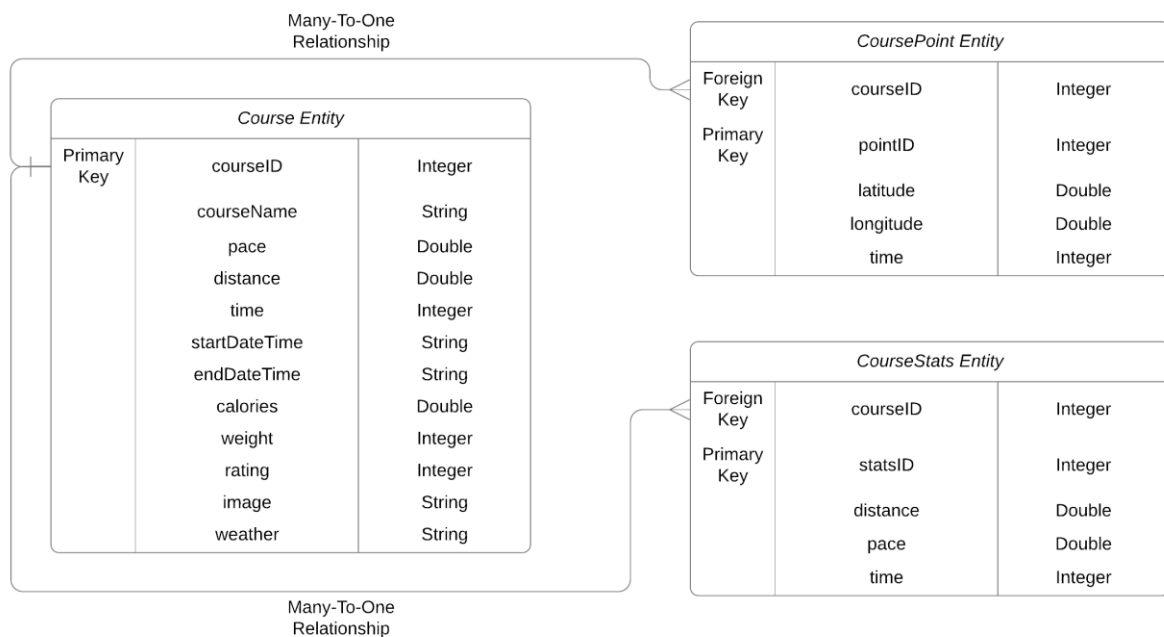 Many-To-One
Relationship
Course Entity
Primary
Key
courseID
Integer
courseName
String
pace
Double
distance
Double
time
Integer
startDateTime
String
endDateTime
String
calories
Double
weight
Integer
rating
Integer
image
String
weather
String
CoursePoint Entity
Foreign
Key
courseID
Integer
Primary
Key
pointID
Integer
latitude
Double
longitude
Double
time
Integer
CourseStats Entity
Foreign
Key
courseID
Integer
Primary
Key
statsID
Integer
distance
Double
pace
Double
time
Integer
Many-To-One
Relationship